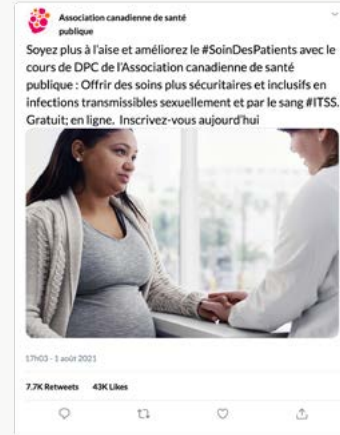 Association canadienne de santé
publique
Soyez plus à l'aise et améliorez le #SoinDesPatients avec le
cours de DPC de l'Association canadienne de santé
publique : Offrir des soins plus sécuritaires et inclusifs en
infections transmissibles sexuellement et par le sang #ITSS.
Gratuit; en ligne. Inscrivez-vous aujourd'hui
17h03 - 1 août 2021
7.7K Retweets 43K Likes